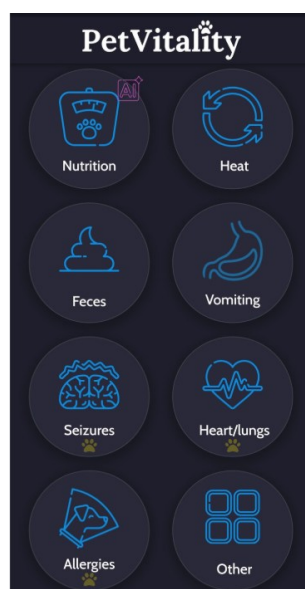 PetVitality
AI
Nutrition
Heat
Feces
Vomiting
Seizures
Heart/lungs
Allergies
Other